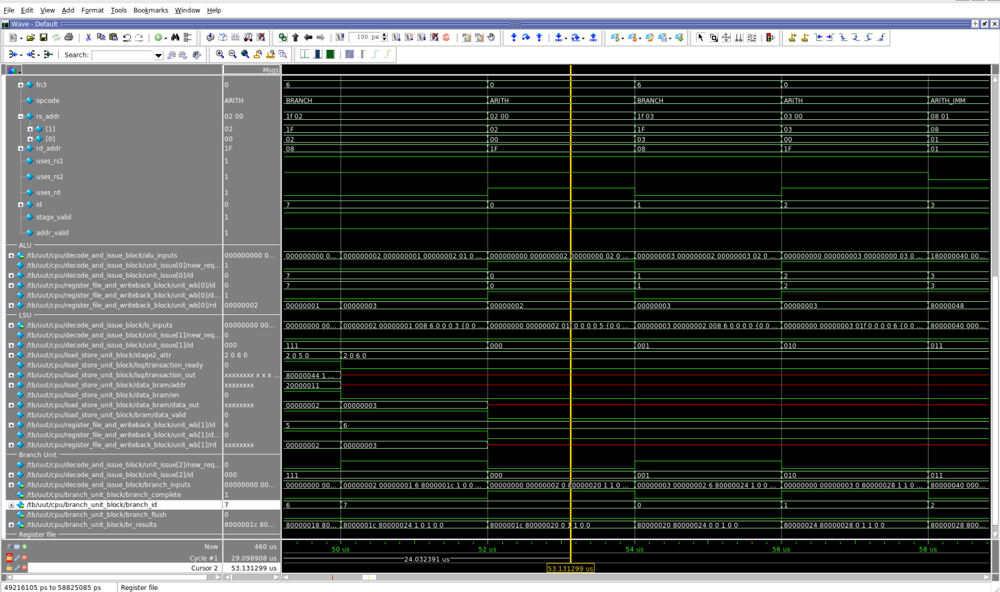 File Edit View Add Format Tools Bookmarks Window Help
Wave - Default
100 ps
Search:
Msgs
fn3 0 6 0 6 0
opcode ARITH BRANCH ARITH BRANCH ARITH ARITH_IMM
rs_addr 02 00 1f 02 02 00 1f 03 03 00 08 01
[1] 02 1F 02 1F 03 08
[0] 00 02 00 03 00 01
rd_addr 1F 08 1F 08 1F 01
uses_rs1 1
uses_rs2 1
uses_rd 1
id 0 7 0 1 2 3
stage_valid 1
addr_valid 1
ALU
/tb/uut/cpu/decode_and_issue_block/alu_inputs 000000000 0... 000000000 0... 000000002 000000001 00000002 01 0 ... 000000000 000000002 00000000 02 0 ... 000000003 000000002 00000003 02 0 ... 000000000 000000003 00000000 03 0 ... 180000040 00...
/tb/uut/cpu/decode_and_issue_block/unit_issue[0]/new_req... 1
/tb/uut/cpu/decode_and_issue_block/unit_issue[0]/id 0 7 0 1 2 3
/tb/uut/cpu/register_file_and_writeback_block/unit_wb[0]/id 0 7 0 1 2 3
/tb/uut/cpu/register_file_and_writeback_block/unit_wb[0]/d... 1
/tb/uut/cpu/register_file_and_writeback_block/unit_wb[0]/rd 00000002 00000001 00000003 00000002 00000003 00000003 80000048
LSU
/tb/uut/cpu/decode_and_issue_block/ls_inputs 00000000 00... 00000000 00... 00000002 00000001 008 6 0 0 0 3 {0 0 ... 00000000 00000002 01f 0 0 0 0 5 {0 0 ... 00000003 00000002 008 6 0 0 0 0 {0 0 ... 00000000 00000003 01f 0 0 0 0 6 {0 0 ... 80000040 000...
/tb/uut/cpu/decode_and_issue_block/unit_issue[1]/new_req... 0
/tb/uut/cpu/decode_and_issue_block/unit_issue[1]/id 000 111 000 001 010 011
/tb/uut/cpu/load_store_unit_block/stage2_attr 2 0 6 0 2 0 5 0 2 0 6 0
/tb/uut/cpu/load_store_unit_block/lsq/transaction_ready 0
/tb/uut/cpu/load_store_unit_block/lsq/transaction_out xxxxxxxx x x x ... 80000044 1 ...
/tb/uut/cpu/load_store_unit_block/data_bram/addr xxxxxxxx 20000011
/tb/uut/cpu/load_store_unit_block/data_bram/en 0
/tb/uut/cpu/load_store_unit_block/data_bram/data_out xxxxxxxx 00000002 00000003
/tb/uut/cpu/load_store_unit_block/bram/data_valid 0
/tb/uut/cpu/register_file_and_writeback_block/unit_wb[1]/id 6 5 6
/tb/uut/cpu/register_file_and_writeback_block/unit_wb[1]/d... 0
/tb/uut/cpu/register_file_and_writeback_block/unit_wb[1]/rd xxxxxxxx 00000002 00000003
Branch Unit
/tb/uut/cpu/decode_and_issue_block/unit_issue[2]/new_req... 0
/tb/uut/cpu/decode_and_issue_block/unit_issue[2]/id 000 111 000 001 010 011
/tb/uut/cpu/decode_and_issue_block/branch_inputs 00000000 00... 00000000 00... 00000002 00000001 6 8000001c 1 0 0 ... 00000000 00000002 0 80000020 1 1 0 ... 00000003 00000002 6 80000024 1 0 0 ... 00000000 00000003 0 80000028 1 1 0 ... 80000040 000...
/tb/uut/cpu/branch_unit_block/branch_complete 1
/tb/uut/cpu/branch_unit_block/branch_id 7 6 7 0 1 2
/tb/uut/cpu/branch_unit_block/branch_flush 0
/tb/uut/cpu/branch_unit_block/br_results 8000001c 80... 80000018 80... 8000001c 80000024 1 0 1 0 0 8000001c 80000020 0 1 1 0 0 80000020 80000024 0 0 1 0 0 80000024 80000028 0 1 1 0 0 80000028 800...
Register file
Now 460 us 50 us 52 us 54 us 56 us 58 us
Cycle #1 29.098908 us 24.032391 us
Cursor 2 53.131299 us 53.131299 us
49216105 ps to 58825085 ps Register file